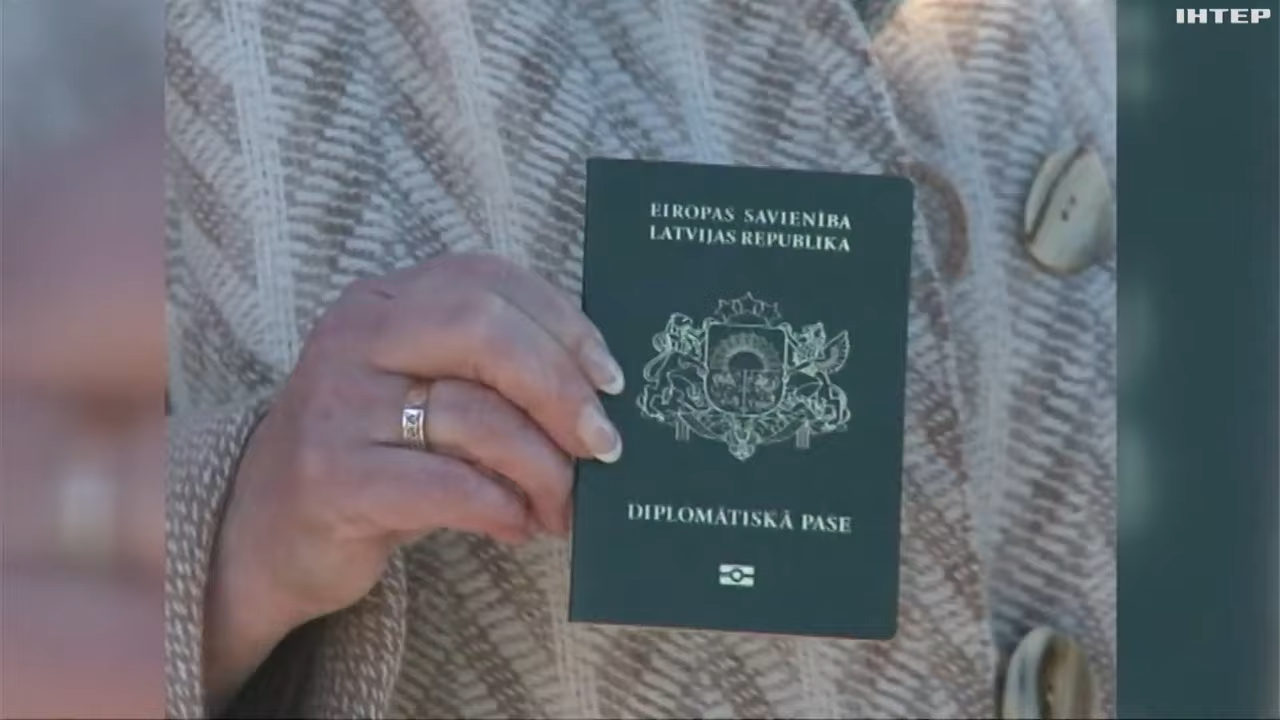 ІНТЕР
EIROPAS SAVIENĪBA
LATVIJAS REPUBLIKA
DIPLOMĀTISKĀ PASE